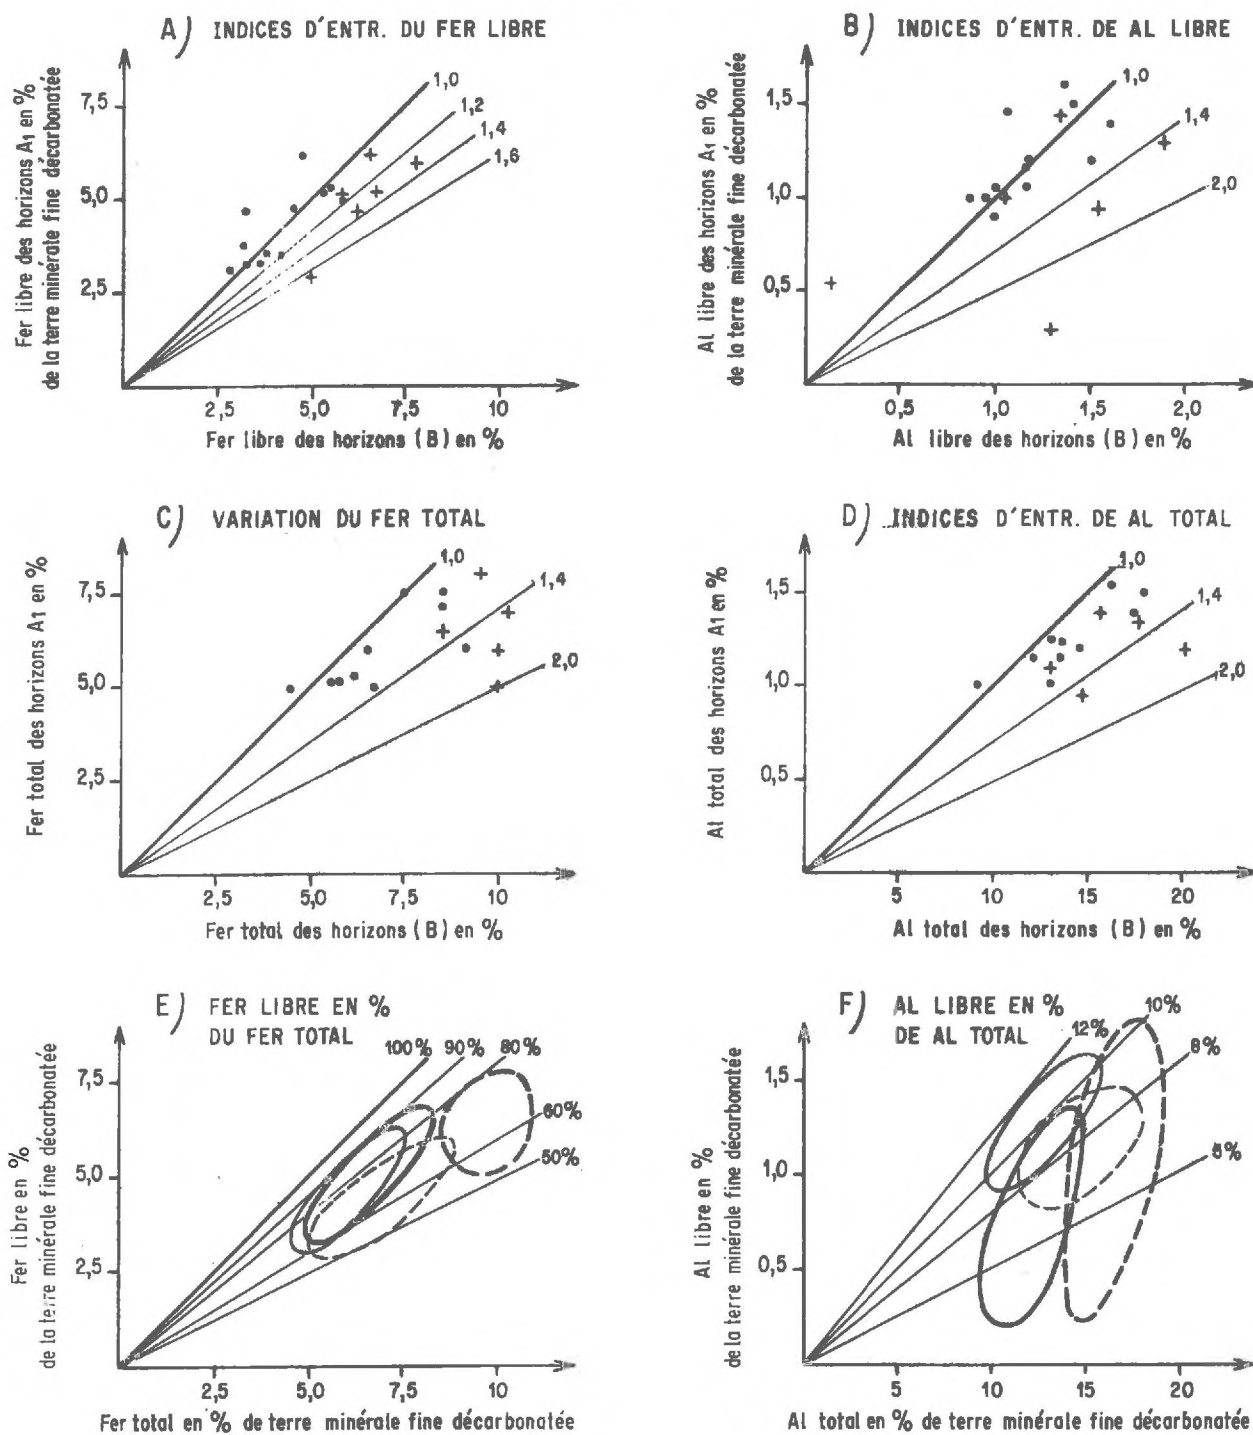 A) INDICES D'ENTR. DU FER LIBRE
Fer libre des horizons A1 en %
de la terre minérale fine décarbonatée
7,5
5,0
2,5
1,0
1,2
1,4
1,6
2,5 5,0 7,5 10
Fer libre des horizons (B) en %
B) INDICES D'ENTR. DE AL LIBRE
Al libre des horizons A1 en %
de la terre minérale fine décarbonatée
1,5
1,0
0,5
1,0
1,4
2,0
0,5 1,0 1,5 2,0
Al libre des horizons (B) en %
C) VARIATION DU FER TOTAL
Fer total des horizons A1 en %
7,5
5,0
2,5
1,0
1,4
2,0
2,5 5,0 7,5 10
Fer total des horizons (B) en %
D) INDICES D'ENTR. DE AL TOTAL
Al total des horizons A1 en %
1,5
1,0
0,5
1,0
1,4
2,0
5 10 15 20
Al total des horizons (B) en %
E) FER LIBRE EN %
DU FER TOTAL
Fer libre en %
de la terre minérale fine décarbonatée
7,5
5,0
2,5
100%
90%
80%
60%
50%
2,5 5,0 7,5 10
Fer total en % de terre minérale fine décarbonatée
F) AL LIBRE EN %
DE AL TOTAL
Al libre en %
de la terre minérale fine décarbonatée
1,5
1,0
0,5
12%
10%
8%
5%
5 10 15 20
Al total en % de terre minérale fine décarbonatée